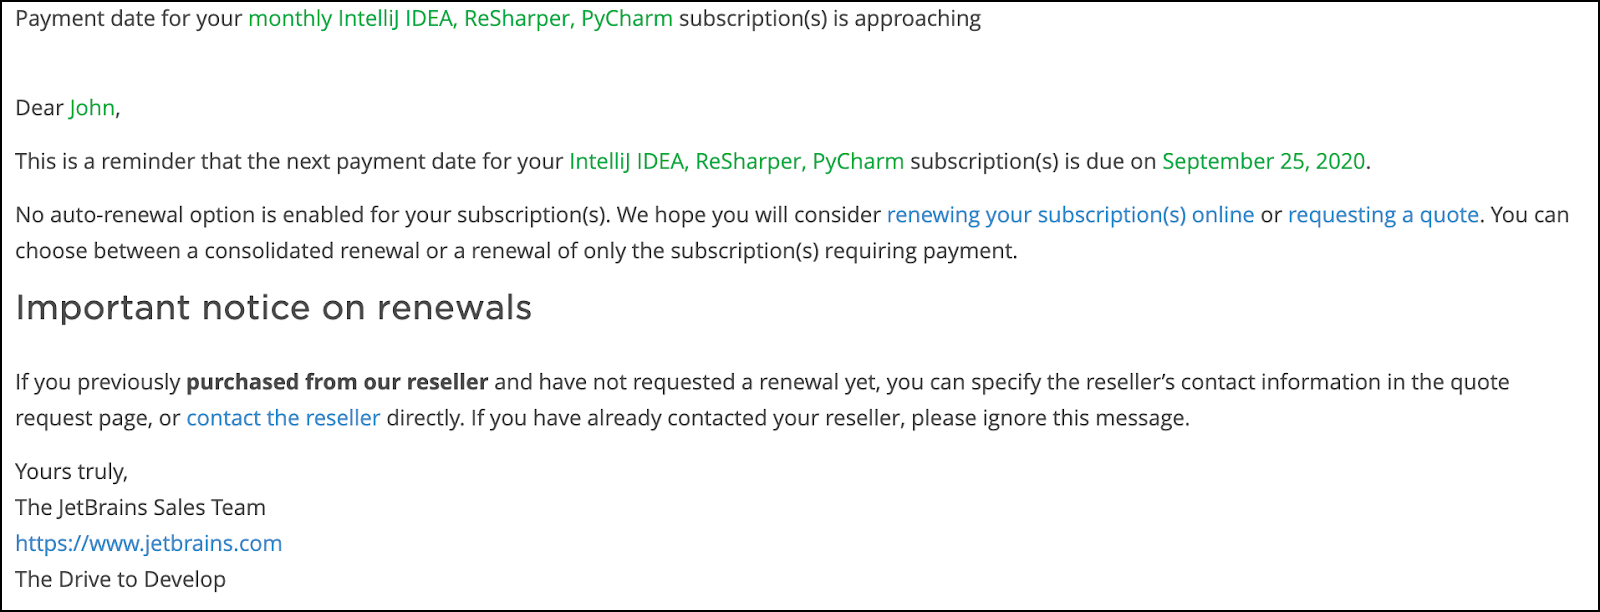 Payment date for your monthly IntelliJ IDEA, ReSharper, PyCharm subscription(s) is approaching
Dear John,
This is a reminder that the next payment date for your IntelliJ IDEA, ReSharper, PyCharm subscription(s) is due on September 25, 2020.
No auto-renewal option is enabled for your subscription(s). We hope you will consider renewing your subscription(s) online or requesting a quote. You can
choose between a consolidated renewal or a renewal of only the subscription(s) requiring payment.
Important notice on renewals
If you previously purchased from our reseller and have not requested a renewal yet, you can specify the reseller’s contact information in the quote
request page, or contact the reseller directly. If you have already contacted your reseller, please ignore this message.
Yours truly,
The JetBrains Sales Team
https://www.jetbrains.com
The Drive to Develop